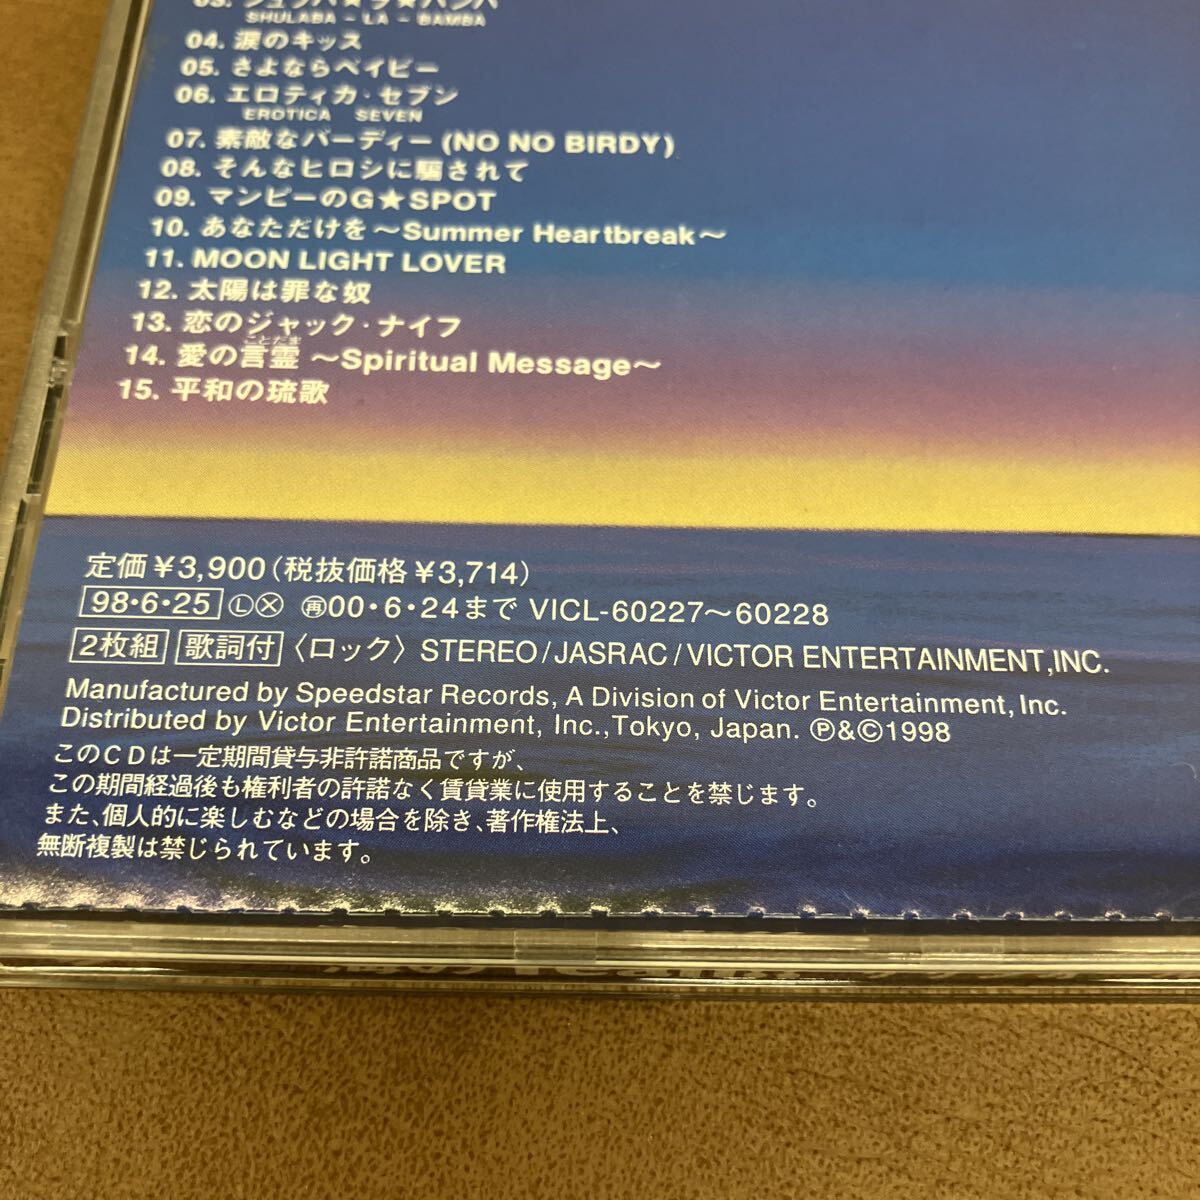 03. シュラバ★ラ★バンバ
SHULABA - LA - BAMBA
04. 涙のキッス
05. さよならベイビー
06. エロティカ・セブン
EROTICA SEVEN
07. 素敵なバーディー (NO NO BIRDY)
08. そんなヒロシに騙されて
09. マンピーのG★SPOT
10. あなただけを 〜Summer Heartbreak〜
11. MOON LIGHT LOVER
12. 太陽は罪な奴
13. 恋のジャック・ナイフ
ことだま
14. 愛の言霊 〜Spiritual Message〜
15. 平和の琉歌
定価¥3,900(税抜価格¥3,714)
98・6・25 Ⓛⓧ ㊢00・6・24まで VICL-60227〜60228
2枚組 歌詞付 〈ロック〉 STEREO/JASRAC/VICTOR ENTERTAINMENT,INC.
Manufactured by Speedstar Records, A Division of Victor Entertainment, Inc.
Distributed by Victor Entertainment, Inc.,Tokyo, Japan. Ⓟ&©1998
このCDは一定期間貸与非許諾商品ですが、
この期間経過後も権利者の許諾なく賃貸業に使用することを禁じます。
また、個人的に楽しむなどの場合を除き、著作権法上、
無断複製は禁じられています。